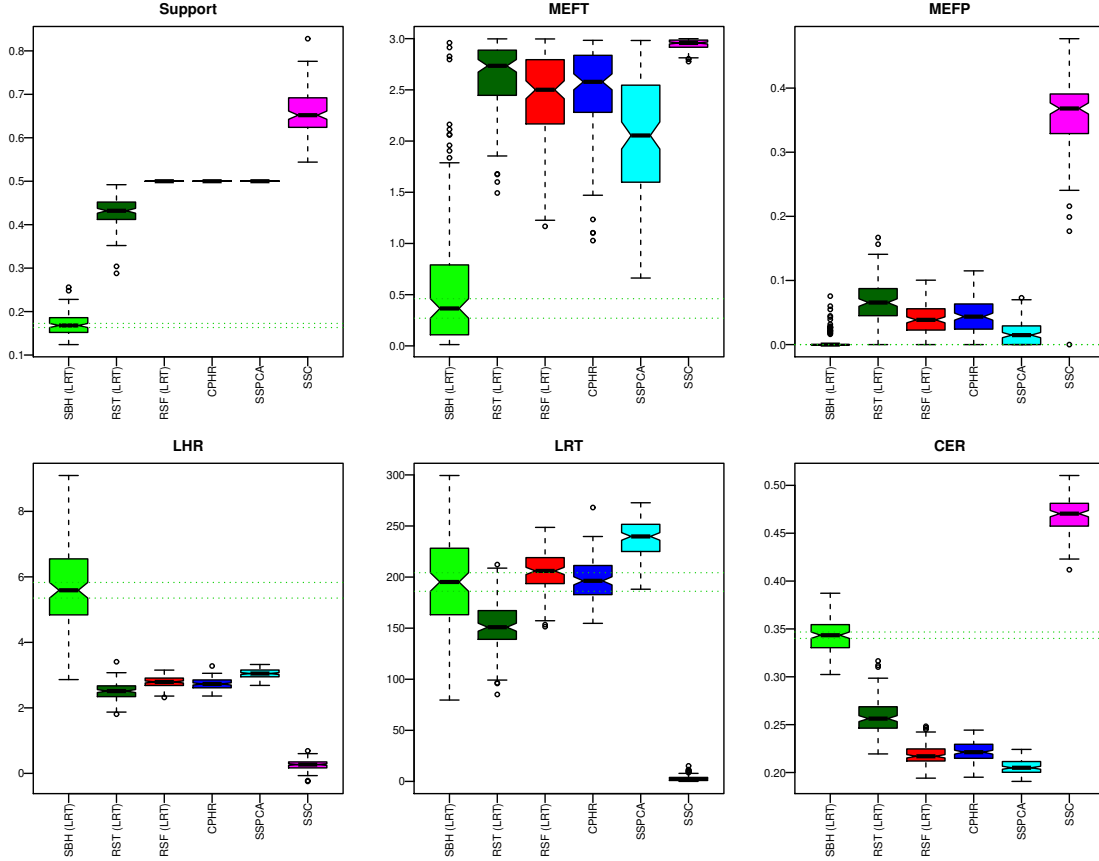 Support
MEFT
MEFP
0.8
0.7
0.6
0.5
0.4
0.3
0.2
0.1
3.0
2.5
2.0
1.5
1.0
0.5
0.0
0.4
0.3
0.2
0.1
0.0
SBH (LRT)
RST (LRT)
RSF (LRT)
CPHR
SSPCA
SSC
SBH (LRT)
RST (LRT)
RSF (LRT)
CPHR
SSPCA
SSC
SBH (LRT)
RST (LRT)
RSF (LRT)
CPHR
SSPCA
SSC
LHR
LRT
CER
8
6
4
2
0
300
250
200
150
100
50
0
0.50
0.45
0.40
0.35
0.30
0.25
0.20
SBH (LRT)
RST (LRT)
RSF (LRT)
CPHR
SSPCA
SSC
SBH (LRT)
RST (LRT)
RSF (LRT)
CPHR
SSPCA
SSC
SBH (LRT)
RST (LRT)
RSF (LRT)
CPHR
SSPCA
SSC